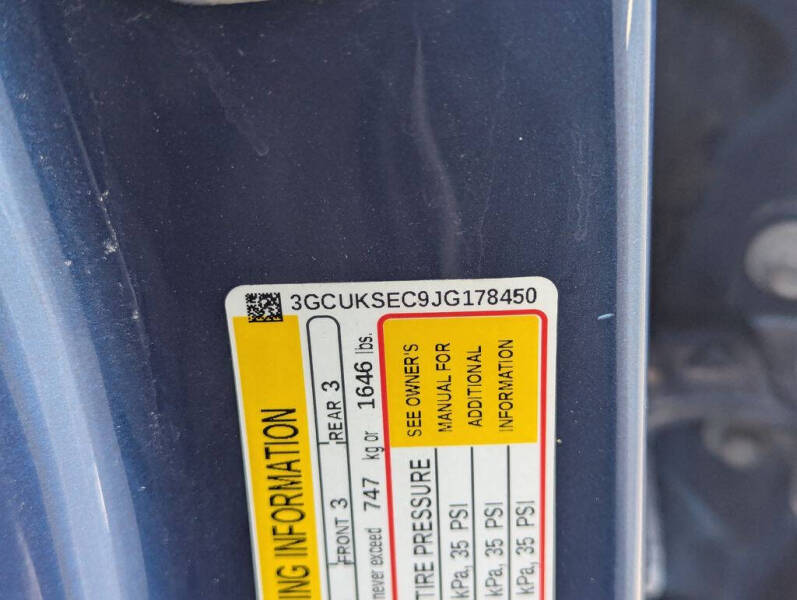 3GCUKSEC9JG178450
ING INFORMATION
FRONT 3 REAR 3
never exceed 747 kg or 1646 lbs.
TIRE PRESSURE
SEE OWNER'S
MANUAL FOR
ADDITIONAL
INFORMATION
kPa, 35 PSI
kPa, 35 PSI
kPa, 35 PSI